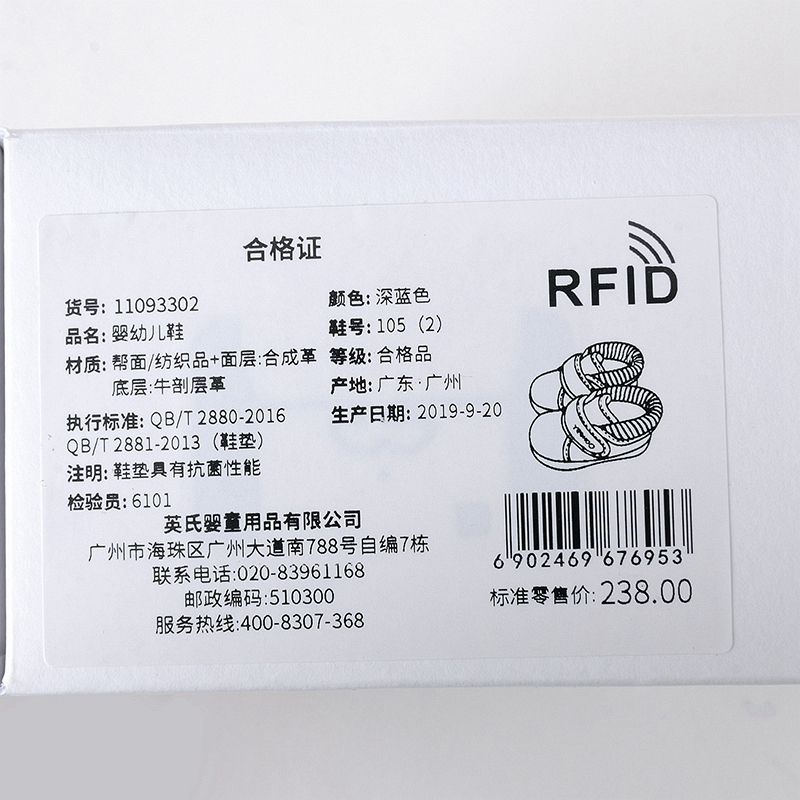 合格证
RFID
货号: 11093302
颜色: 深蓝色
品名: 婴幼儿鞋
鞋号: 105（2）
材质: 帮面/纺织品+面层:合成革
等级: 合格品
底层:牛剖层革
产地: 广东·广州
执行标准: QB/T 2880-2016
生产日期: 2019-9-20
QB/T 2881-2013（鞋垫）
注明: 鞋垫具有抗菌性能
检验员: 6101
英氏婴童用品有限公司
广州市海珠区广州大道南788号自编7栋
联系电话:020-83961168
邮政编码:510300
服务热线:400-8307-368
6 902469 676953
标准零售价: 238.00